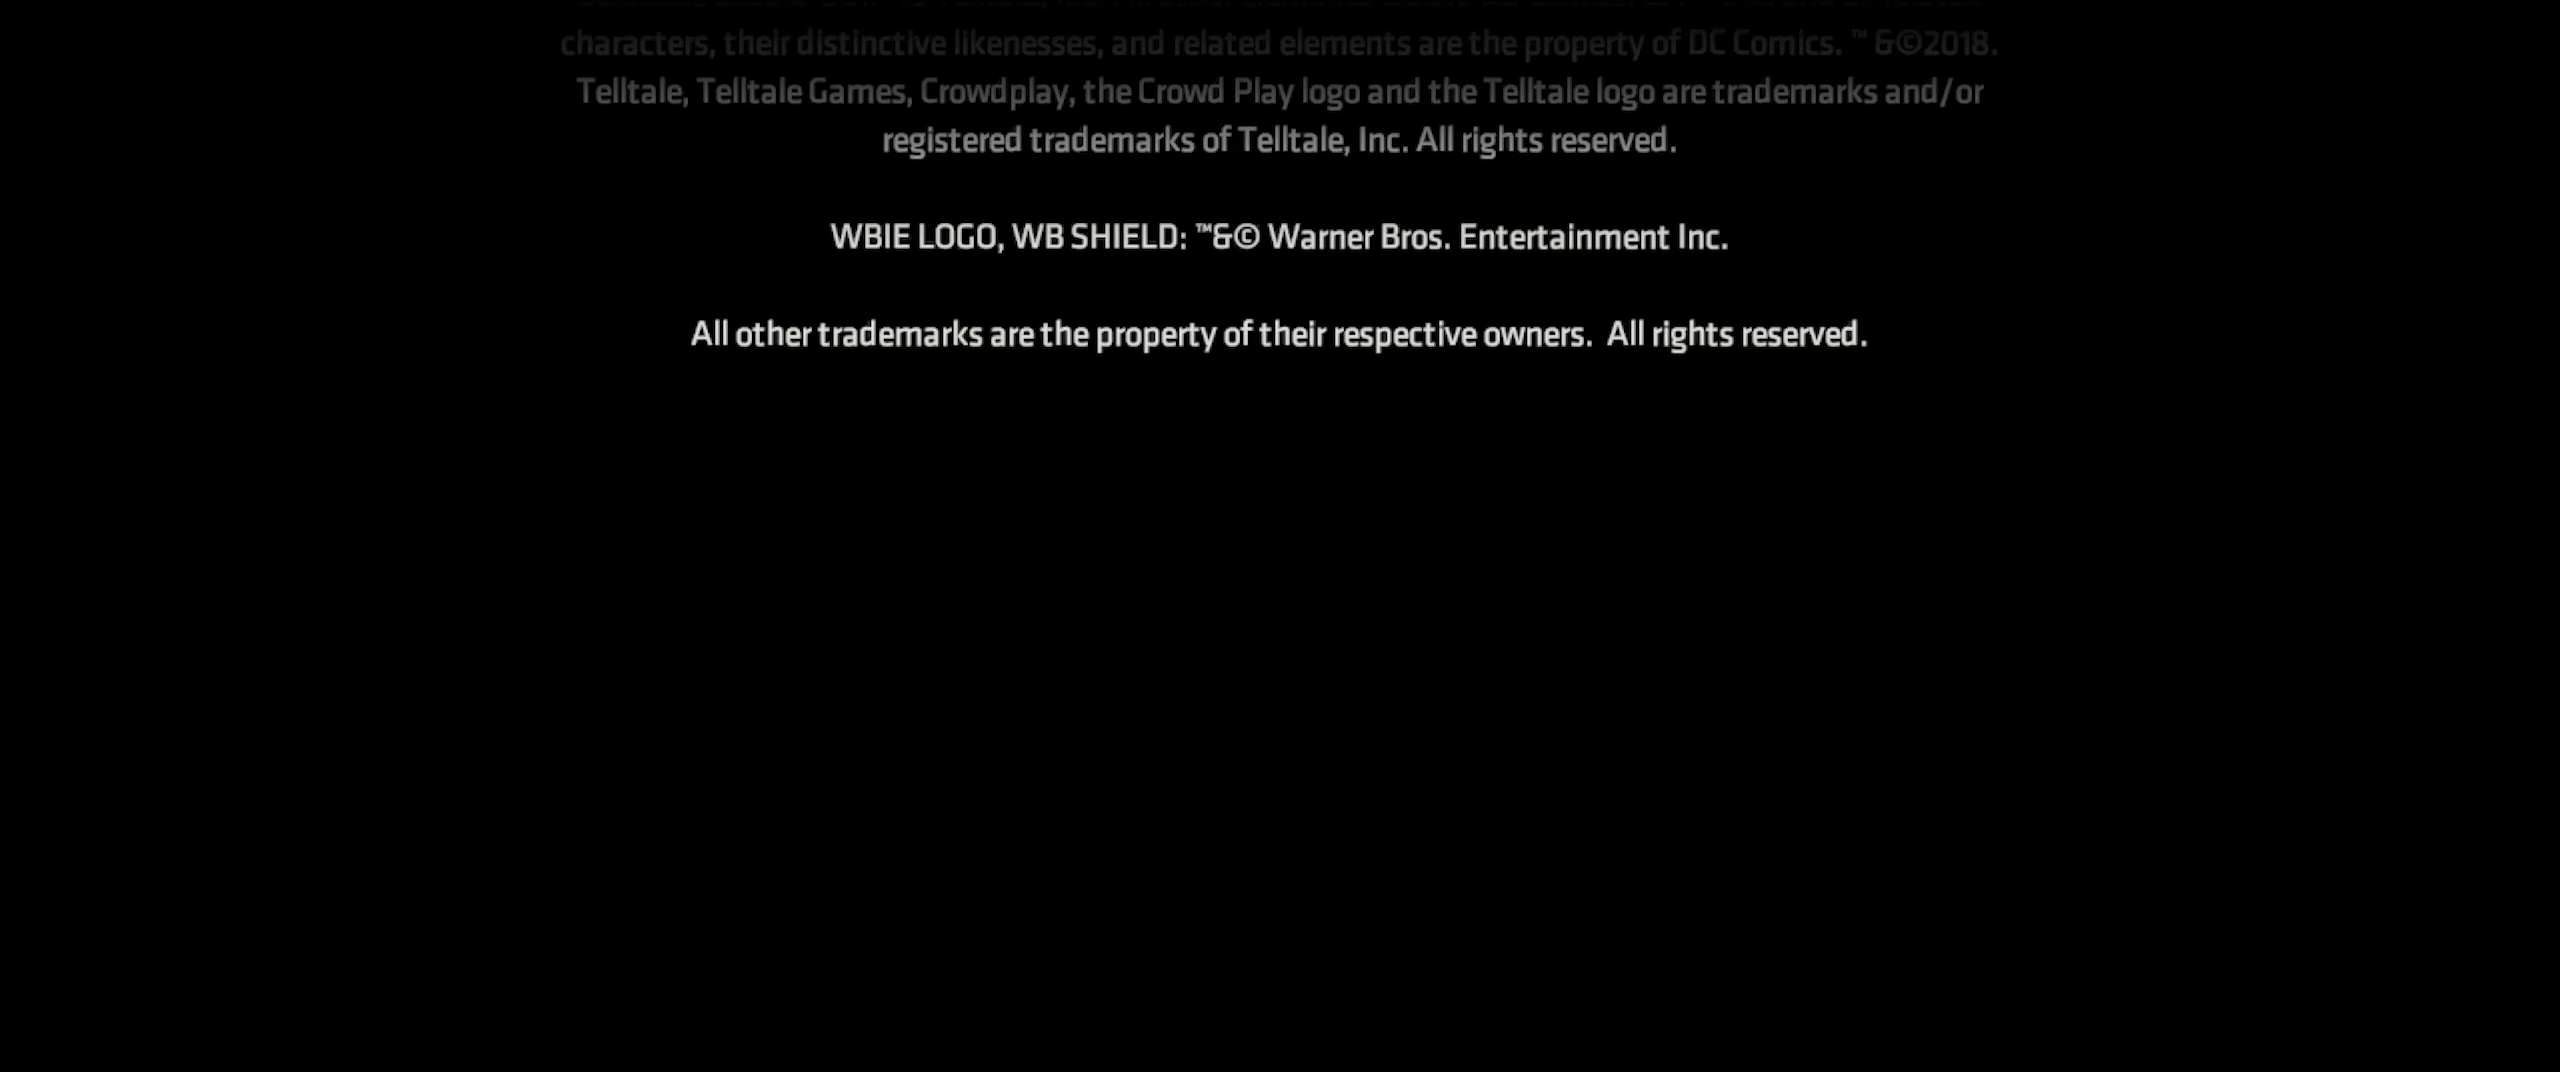 characters, their distinctive likenesses, and related elements are the property of DC Comics. ™ &©2018.
Telltale, Telltale Games, Crowdplay, the Crowd Play logo and the Telltale logo are trademarks and/or
registered trademarks of Telltale, Inc. All rights reserved.
WBIE LOGO, WB SHIELD: ™&© Warner Bros. Entertainment Inc.
All other trademarks are the property of their respective owners.  All rights reserved.